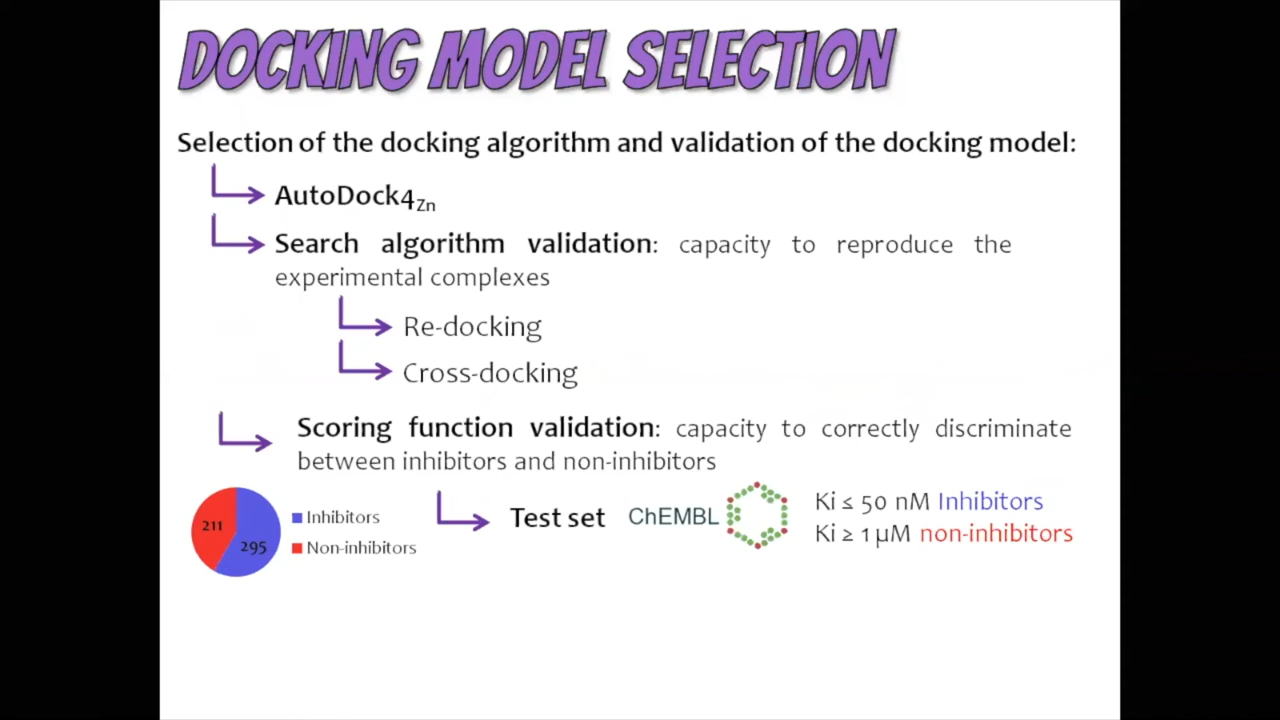 DOCKING MODEL SELECTION
Selection of the docking algorithm and validation of the docking model:
AutoDock4Zn
Search algorithm validation: capacity to reproduce the
experimental complexes
Re-docking
Cross-docking
Scoring function validation: capacity to correctly discriminate
between inhibitors and non-inhibitors
211
295
Inhibitors
Non-inhibitors
Test set
ChEMBL
Ki ≤ 50 nM Inhibitors
Ki ≥ 1 µM non-inhibitors